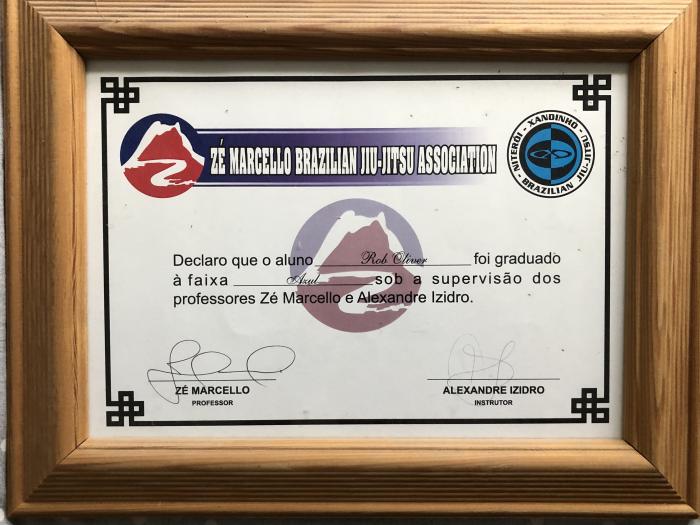 ZÉ MARCELLO BRAZILIAN JIU-JITSU ASSOCIATION
NITERÓI - XANDINHO - JIU-JITSU - BRAZILIAN -
Declaro que o aluno Rob Oliver foi graduado
à faixa Azul sob a supervisão dos
professores Zé Marcello e Alexandre Izidro.
ZÉ MARCELLO ALEXANDRE IZIDRO
PROFESSOR INSTRUTOR